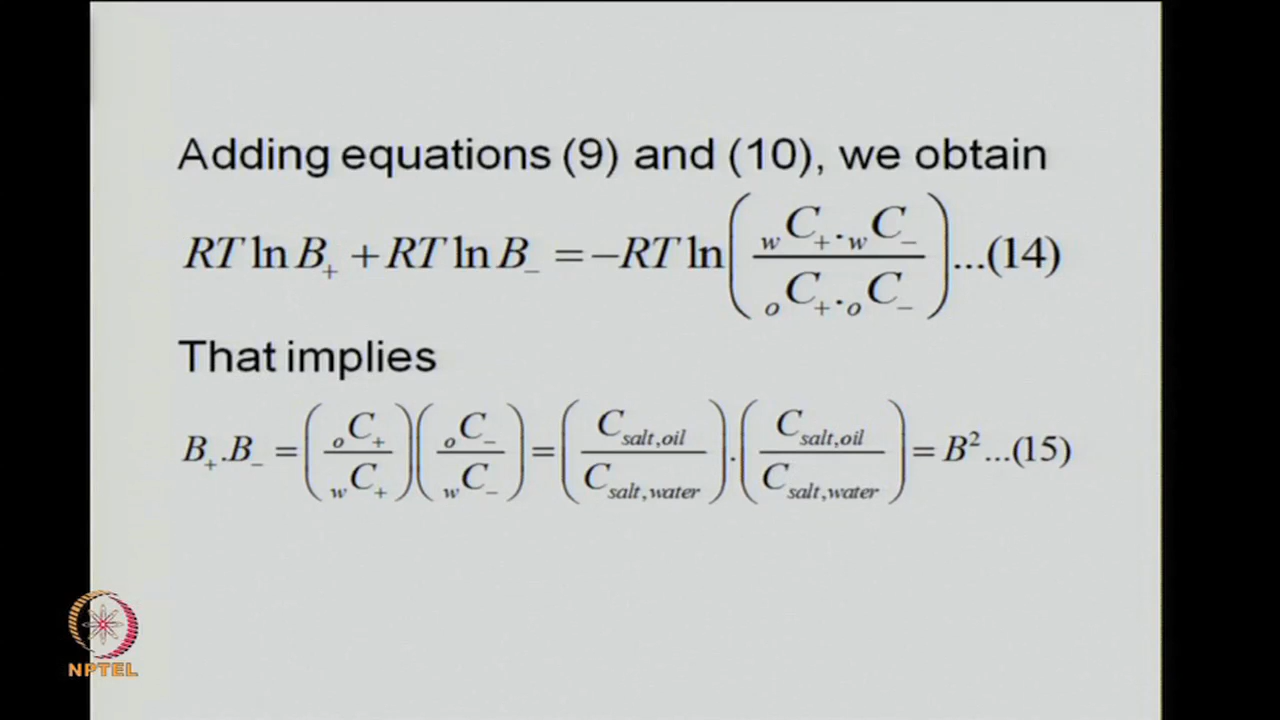 Adding equations (9) and (10), we obtain
RT ln B₊ + RT ln B₋ = −RT ln( wC₊·wC₋ / oC₊·oC₋ )...(14)
That implies
B₊.B₋ = (oC₊ / wC₊)(oC₋ / wC₋) = (C_salt,oil / C_salt,water).(C_salt,oil / C_salt,water) = B²...(15)
NPTEL